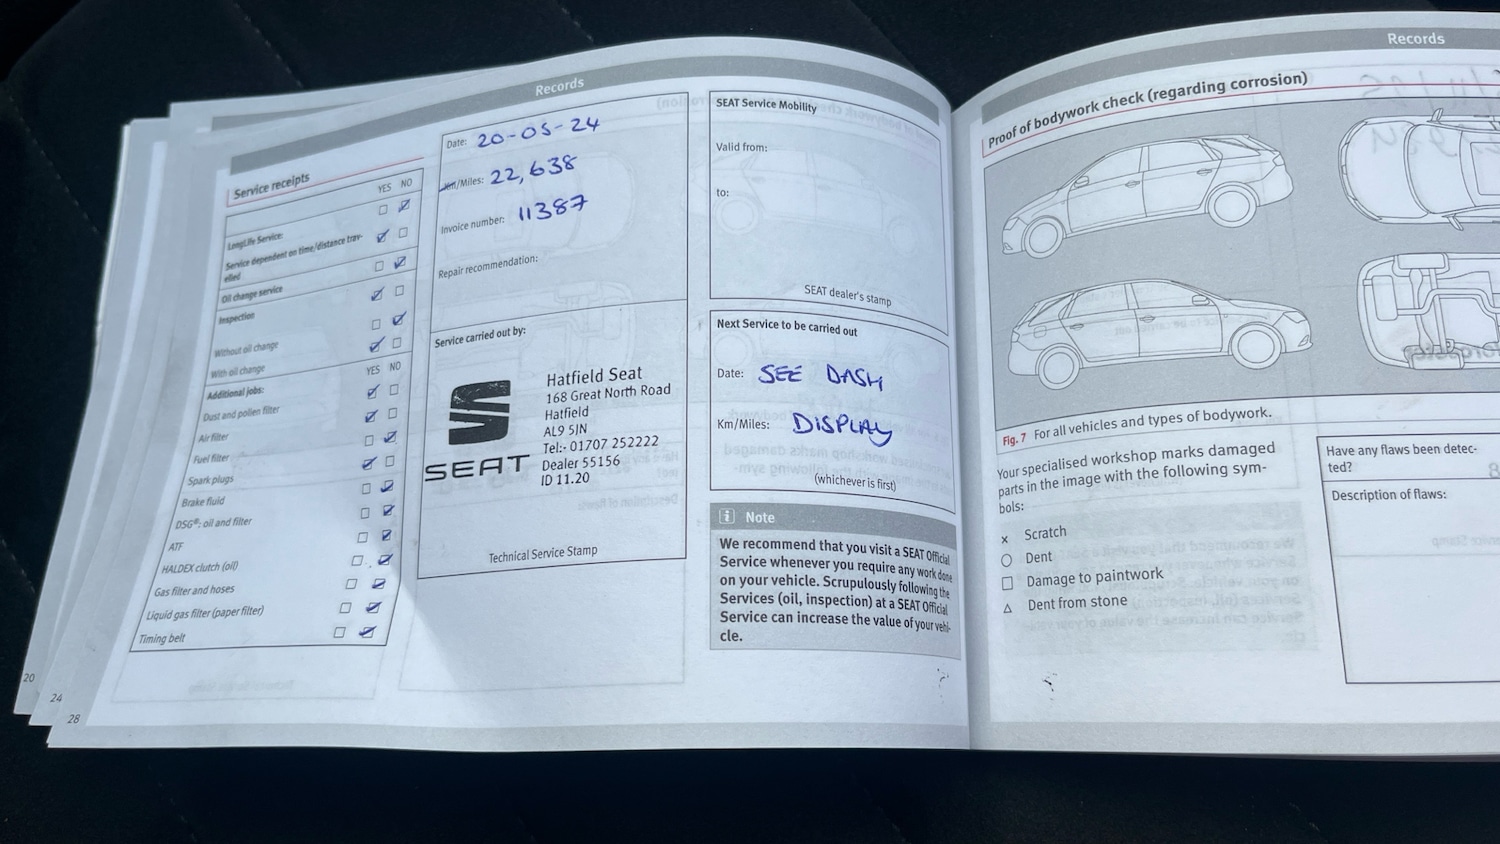 Records
Service receipts
YES NO
LongLife Service:
Service dependent on time/distance trav-
elled
Oil change service
Inspection
Without oil change
With oil change
YES NO
Additional jobs:
Dust and pollen filter
Air filter
Fuel filter
Spark plugs
Brake fluid
DSG®: oil and filter
ATF
HALDEX clutch (oil)
Gas filter and hoses
Liquid gas filter (paper filter)
Timing belt
Date: 20-05-24
Km/Miles: 22,638
Invoice number: 11387
Repair recommendation:
Service carried out by:
SEAT
Hatfield Seat
168 Great North Road
Hatfield
AL9 5JN
Tel:- 01707 252222
Dealer 55156
ID 11.20
Technical Service Stamp
SEAT Service Mobility
Valid from:
to:
SEAT dealer's stamp
Next Service to be carried out
Date: SEE DASH
Km/Miles: DISPLAY
(whichever is first)
i Note
We recommend that you visit a SEAT Official
Service whenever you require any work done
on your vehicle. Scrupulously following the
Services (oil, inspection) at a SEAT Official
Service can increase the value of your vehi-
cle.
20
24
28
Records
Proof of bodywork check (regarding corrosion)
Fig. 7 For all vehicles and types of bodywork.
Your specialised workshop marks damaged
parts in the image with the following sym-
bols:
x Scratch
○ Dent
□ Damage to paintwork
△ Dent from stone
Have any flaws been detec-
ted?
Description of flaws: